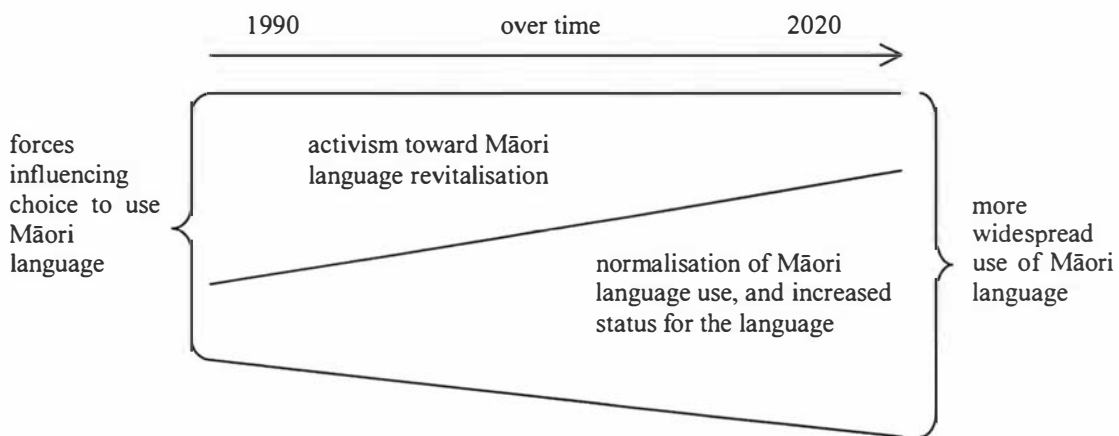 1990 over time 2020
forces
influencing
choice to use
Māori
language
activism toward Māori
language revitalisation
normalisation of Māori
language use, and increased
status for the language
more
widespread
use of Māori
language